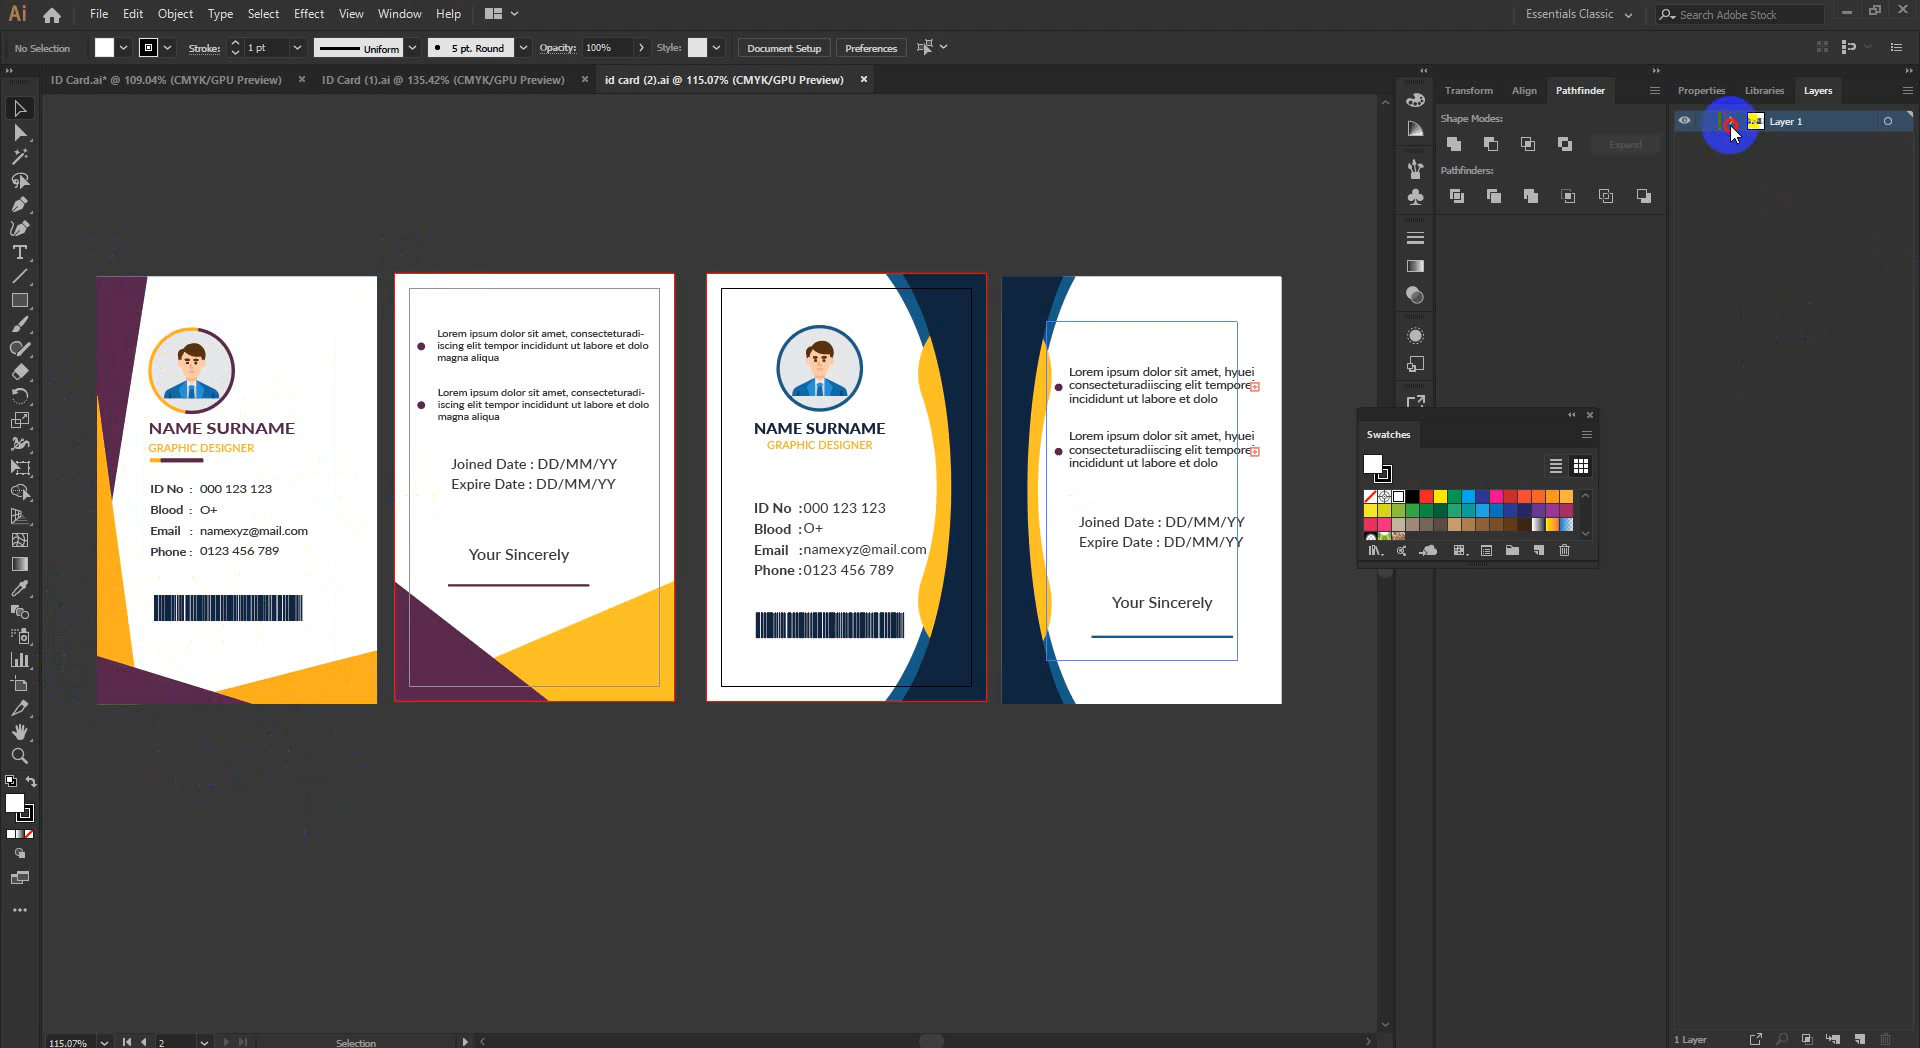 Ai File Edit Object Type Select Effect View Window Help
Essentials Classic
Search Adobe Stock
No Selection
Stroke: 1 pt
Uniform
5 pt. Round
Opacity: 100%
Style:
Document Setup
Preferences
ID Card.ai* @ 109.04% (CMYK/GPU Preview)
ID Card (1).ai @ 135.42% (CMYK/GPU Preview)
id card (2).ai @ 115.07% (CMYK/GPU Preview)
Transform Align Pathfinder
Properties Libraries Layers
Shape Modes:
Expand
Pathfinders:
Layer 1
NAME SURNAME
GRAPHIC DESIGNER
ID No : 000 123 123
Blood : O+
Email : namexyz@mail.com
Phone : 0123 456 789
Lorem ipsum dolor sit amet, consecteturadi-
iscing elit tempor incididunt ut labore et dolo
magna aliqua
Lorem ipsum dolor sit amet, consecteturadi-
iscing elit tempor incididunt ut labore et dolo
magna aliqua
Joined Date : DD/MM/YY
Expire Date : DD/MM/YY
Your Sincerely
NAME SURNAME
GRAPHIC DESIGNER
ID No :000 123 123
Blood :O+
Email :namexyz@mail.com
Phone :0123 456 789
Lorem ipsum dolor sit amet, hyuei
consecteturadiiscing elit tempore
incididunt ut labore et dolo
Lorem ipsum dolor sit amet, hyuei
consecteturadiiscing elit tempore
incididunt ut labore et dolo
Joined Date : DD/MM/YY
Expire Date : DD/MM/YY
Your Sincerely
Swatches
115.07%
2
Selection
1 Layer